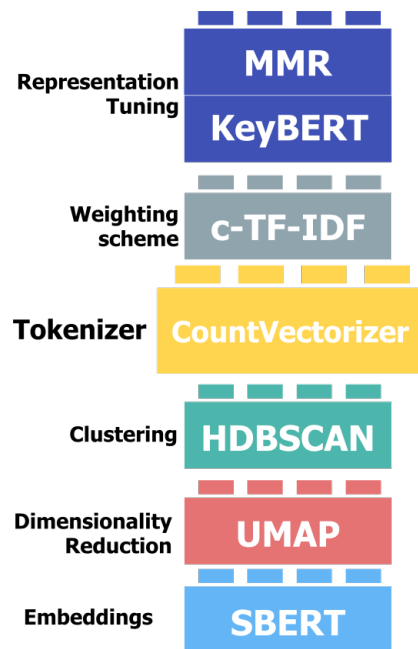 MMR
Representation
Tuning
KeyBERT
Weighting
scheme
c-TF-IDF
Tokenizer
CountVectorizer
Clustering
HDBSCAN
Dimensionality
Reduction
UMAP
Embeddings
SBERT